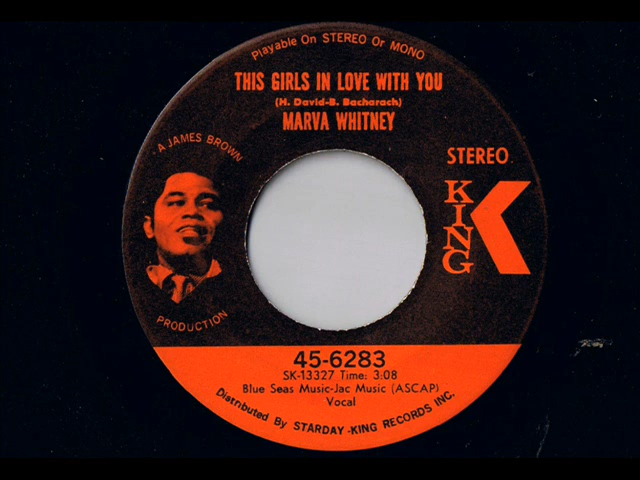 Playable On STEREO Or MONO
THIS GIRLS IN LOVE WITH YOU
(H. David-B. Bacharach)
MARVA WHITNEY
A JAMES BROWN
PRODUCTION
STEREO
KING
K
45-6283
SK-13327 Time: 3:08
Blue Seas Music-Jac Music (ASCAP)
Vocal
Distributed By STARDAY-KING RECORDS INC.